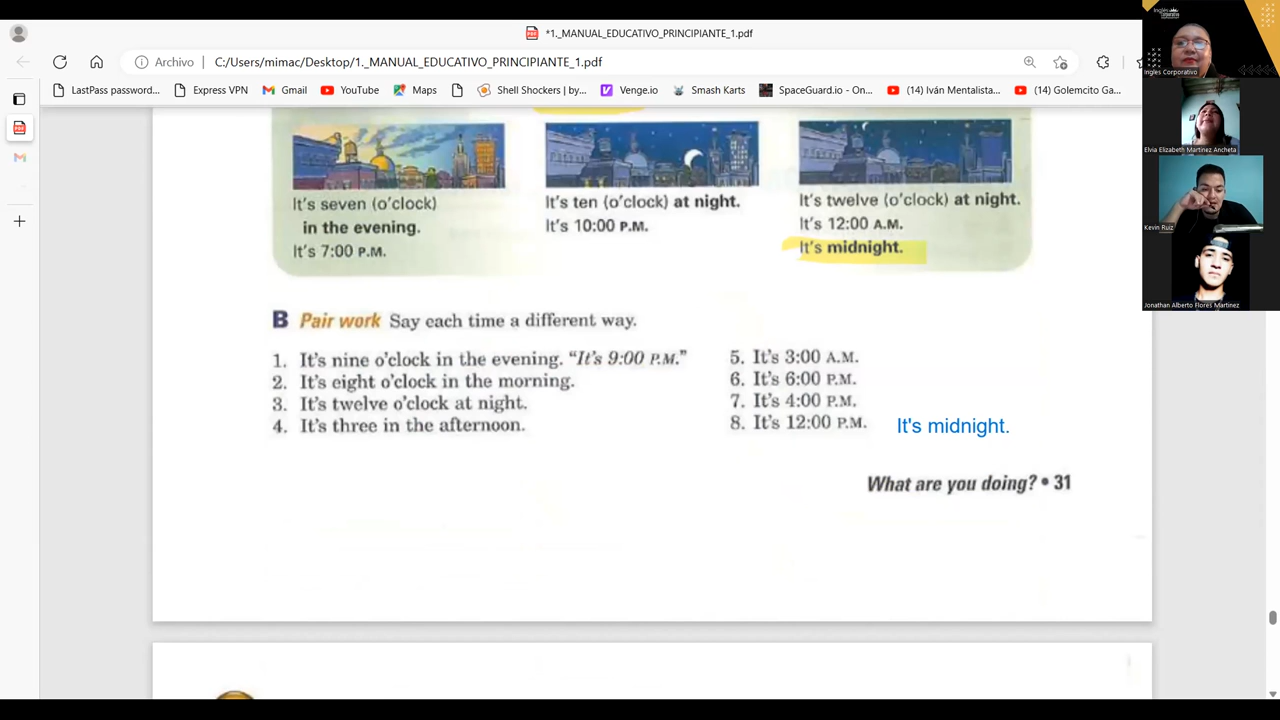 *1._MANUAL_EDUCATIVO_PRINCIPIANTE_1.pdf
Archivo | C:/Users/mimac/Desktop/1._MANUAL_EDUCATIVO_PRINCIPIANTE_1.pdf
LastPass password... Express VPN Gmail YouTube Maps Shell Shockers | by... Venge.io Smash Karts SpaceGuard.io - On... (14) Iván Mentalista... (14) Golemcito Ga...
It's seven (o'clock)
in the evening.
It's 7:00 P.M.
It's ten (o'clock) at night.
It's 10:00 P.M.
It's twelve (o'clock) at night.
It's 12:00 A.M.
It's midnight.
B Pair work Say each time a different way.
1. It's nine o'clock in the evening. "It's 9:00 P.M."
2. It's eight o'clock in the morning.
3. It's twelve o'clock at night.
4. It's three in the afternoon.
5. It's 3:00 A.M.
6. It's 6:00 P.M.
7. It's 4:00 P.M.
8. It's 12:00 P.M. It's midnight.
What are you doing? • 31
Inglés
Corporativo
Ingles Corporativo
Elvia Elizabeth Martinez Ancheta
Kevin Ruiz
Jonathan Alberto Flores Martinez